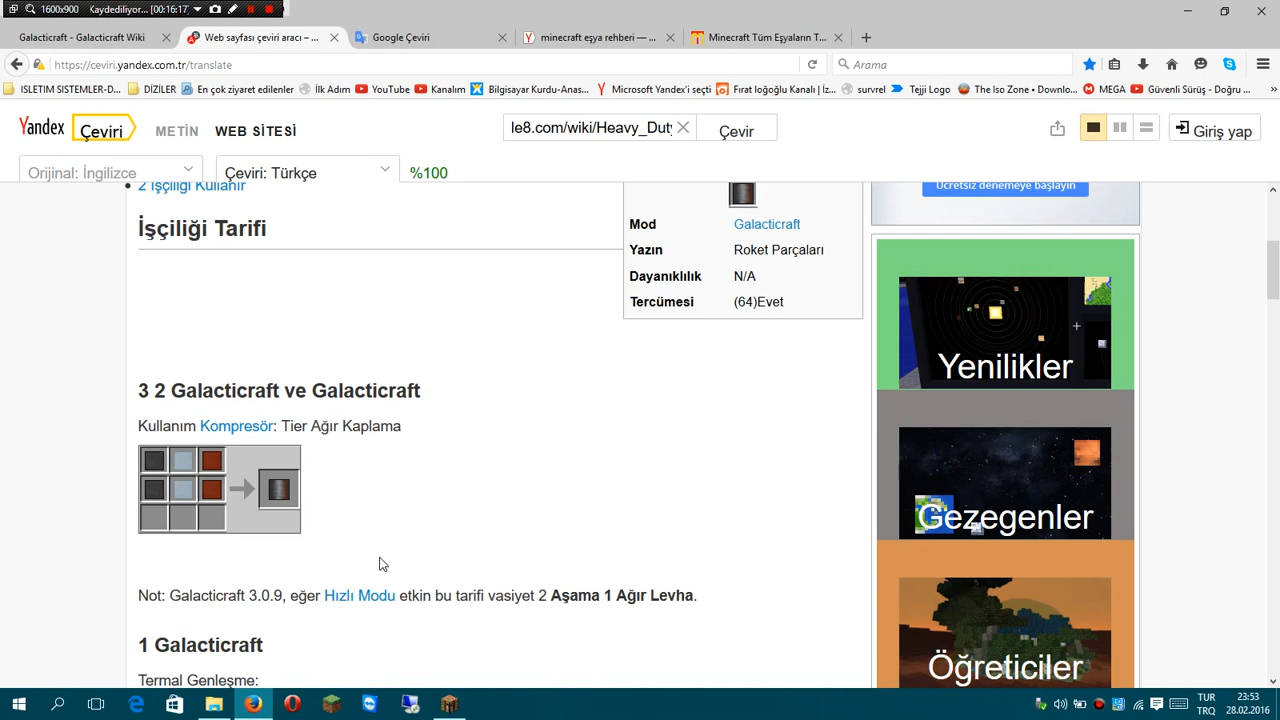 1600x900 Kaydediliyor... [00:16:17]
Galacticraft - Galacticraft Wiki
Web sayfası çeviri aracı – ...
Google Çeviri
minecraft eşya rehberi — ...
Minecraft Tüm Eşyaların T...
https://ceviri.yandex.com.tr/translate
Arama
ISLETIM SISTEMLER-D...
DİZİLER
En çok ziyaret edilenler
İlk Adım
YouTube
Kanalım
Bilgisayar Kurdu-Anas...
Microsoft Yandex'i seçti
Fırat Ioğoğlu Kanalı | İz...
survrel
Tejji Logo
The Iso Zone • Downlo...
MEGA
Güvenli Sürüş - Doğru ...
Yandex
Çeviri
METİN
WEB SİTESİ
le8.com/wiki/Heavy_Dut
Çevir
Giriş yap
Orijinal: İngilizce
Çeviri: Türkçe
%100
2 İşçiliği Kullanır
Ücretsiz denemeye başlayın
İşçiliği Tarifi
Mod Galacticraft
Yazın Roket Parçaları
Dayanıklılık N/A
Tercümesi (64)Evet
Yenilikler
3 2 Galacticraft ve Galacticraft
Kullanım Kompresör: Tier Ağır Kaplama
Gezegenler
Not: Galacticraft 3.0.9, eğer Hızlı Modu etkin bu tarifi vasiyet 2 Aşama 1 Ağır Levha.
1 Galacticraft
Öğreticiler
Termal Genleşme:
TUR
TRQ
23:53
28.02.2016